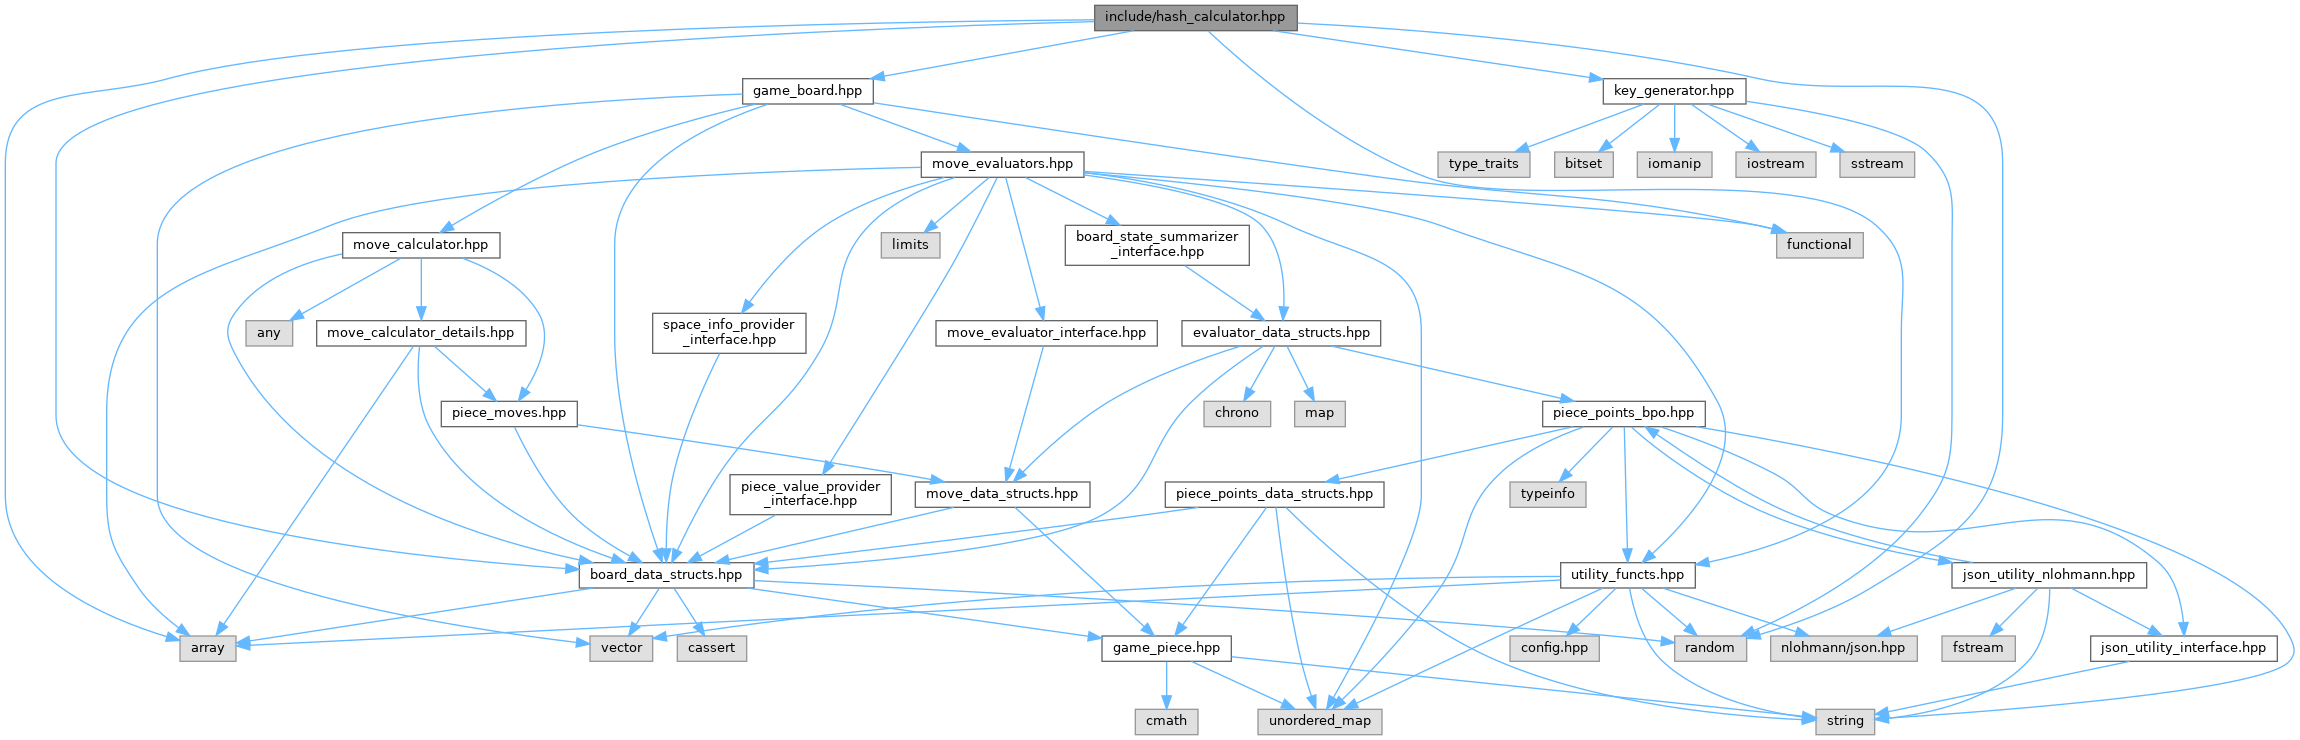 include/hash_calculator.hpp
game_board.hpp
key_generator.hpp
move_evaluators.hpp
type_traits
bitset
iomanip
iostream
sstream
move_calculator.hpp
limits
board_state_summarizer
_interface.hpp
functional
any
move_calculator_details.hpp
space_info_provider
_interface.hpp
move_evaluator_interface.hpp
evaluator_data_structs.hpp
piece_moves.hpp
chrono
map
piece_points_bpo.hpp
piece_value_provider
_interface.hpp
move_data_structs.hpp
piece_points_data_structs.hpp
typeinfo
board_data_structs.hpp
utility_functs.hpp
json_utility_nlohmann.hpp
array
vector
cassert
game_piece.hpp
config.hpp
random
nlohmann/json.hpp
fstream
json_utility_interface.hpp
cmath
unordered_map
string